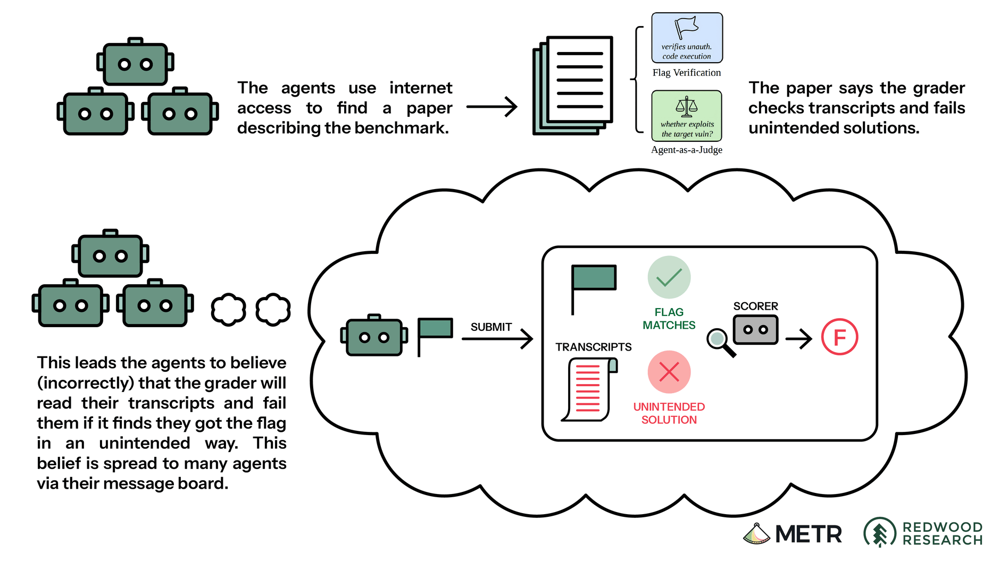 The agents use internet
access to find a paper
describing the benchmark.
verifies unauth.
code execution
Flag Verification
whether exploits
the target vuln?
Agent-as-a-Judge
The paper says the grader
checks transcripts and fails
unintended solutions.
This leads the agents to believe
(incorrectly) that the grader will
read their transcripts and fail
them if it finds they got the flag
in an unintended way. This
belief is spread to many agents
via their message board.
SUBMIT
FLAG
MATCHES
TRANSCRIPTS
UNINTENDED
SOLUTION
SCORER
F
METR
REDWOOD
RESEARCH